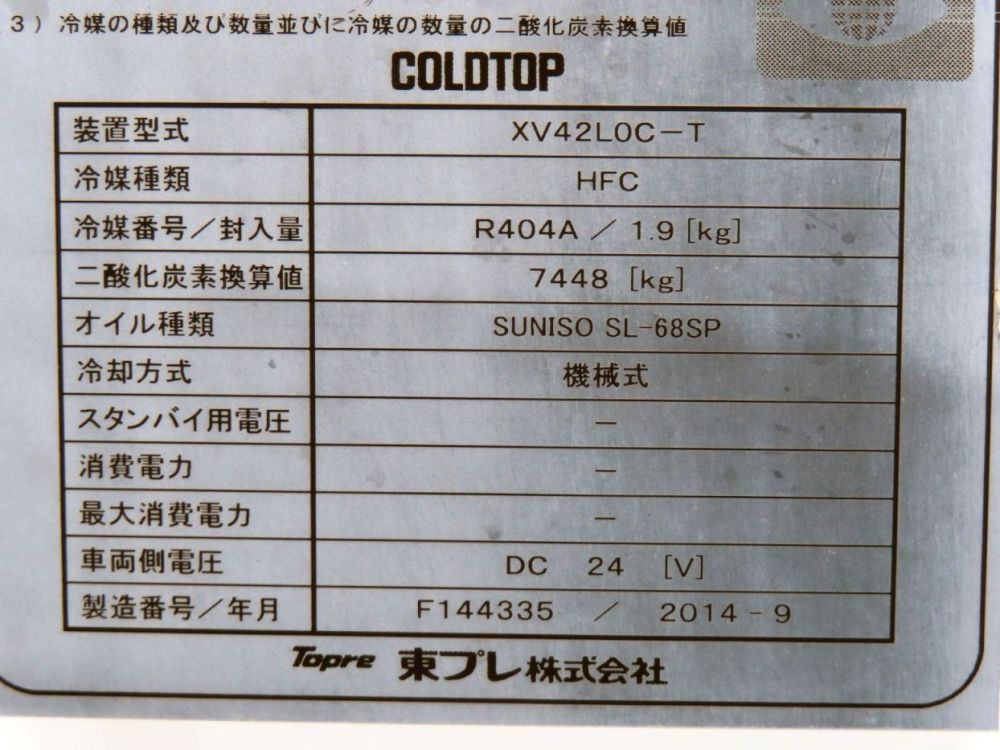 3）冷媒の種類及び数量並びに冷媒の数量の二酸化炭素換算値
COLDTOP
装置型式 XV42L0C－T
冷媒種類 HFC
冷媒番号／封入量 R404A ／ 1.9 [kg]
二酸化炭素換算値 7448 [kg]
オイル種類 SUNISO SL-68SP
冷却方式 機械式
スタンバイ用電圧 －
消費電力 －
最大消費電力 －
車両側電圧 DC 24 [V]
製造番号／年月 F144335 ／ 2014 - 9
Topre 東プレ株式会社